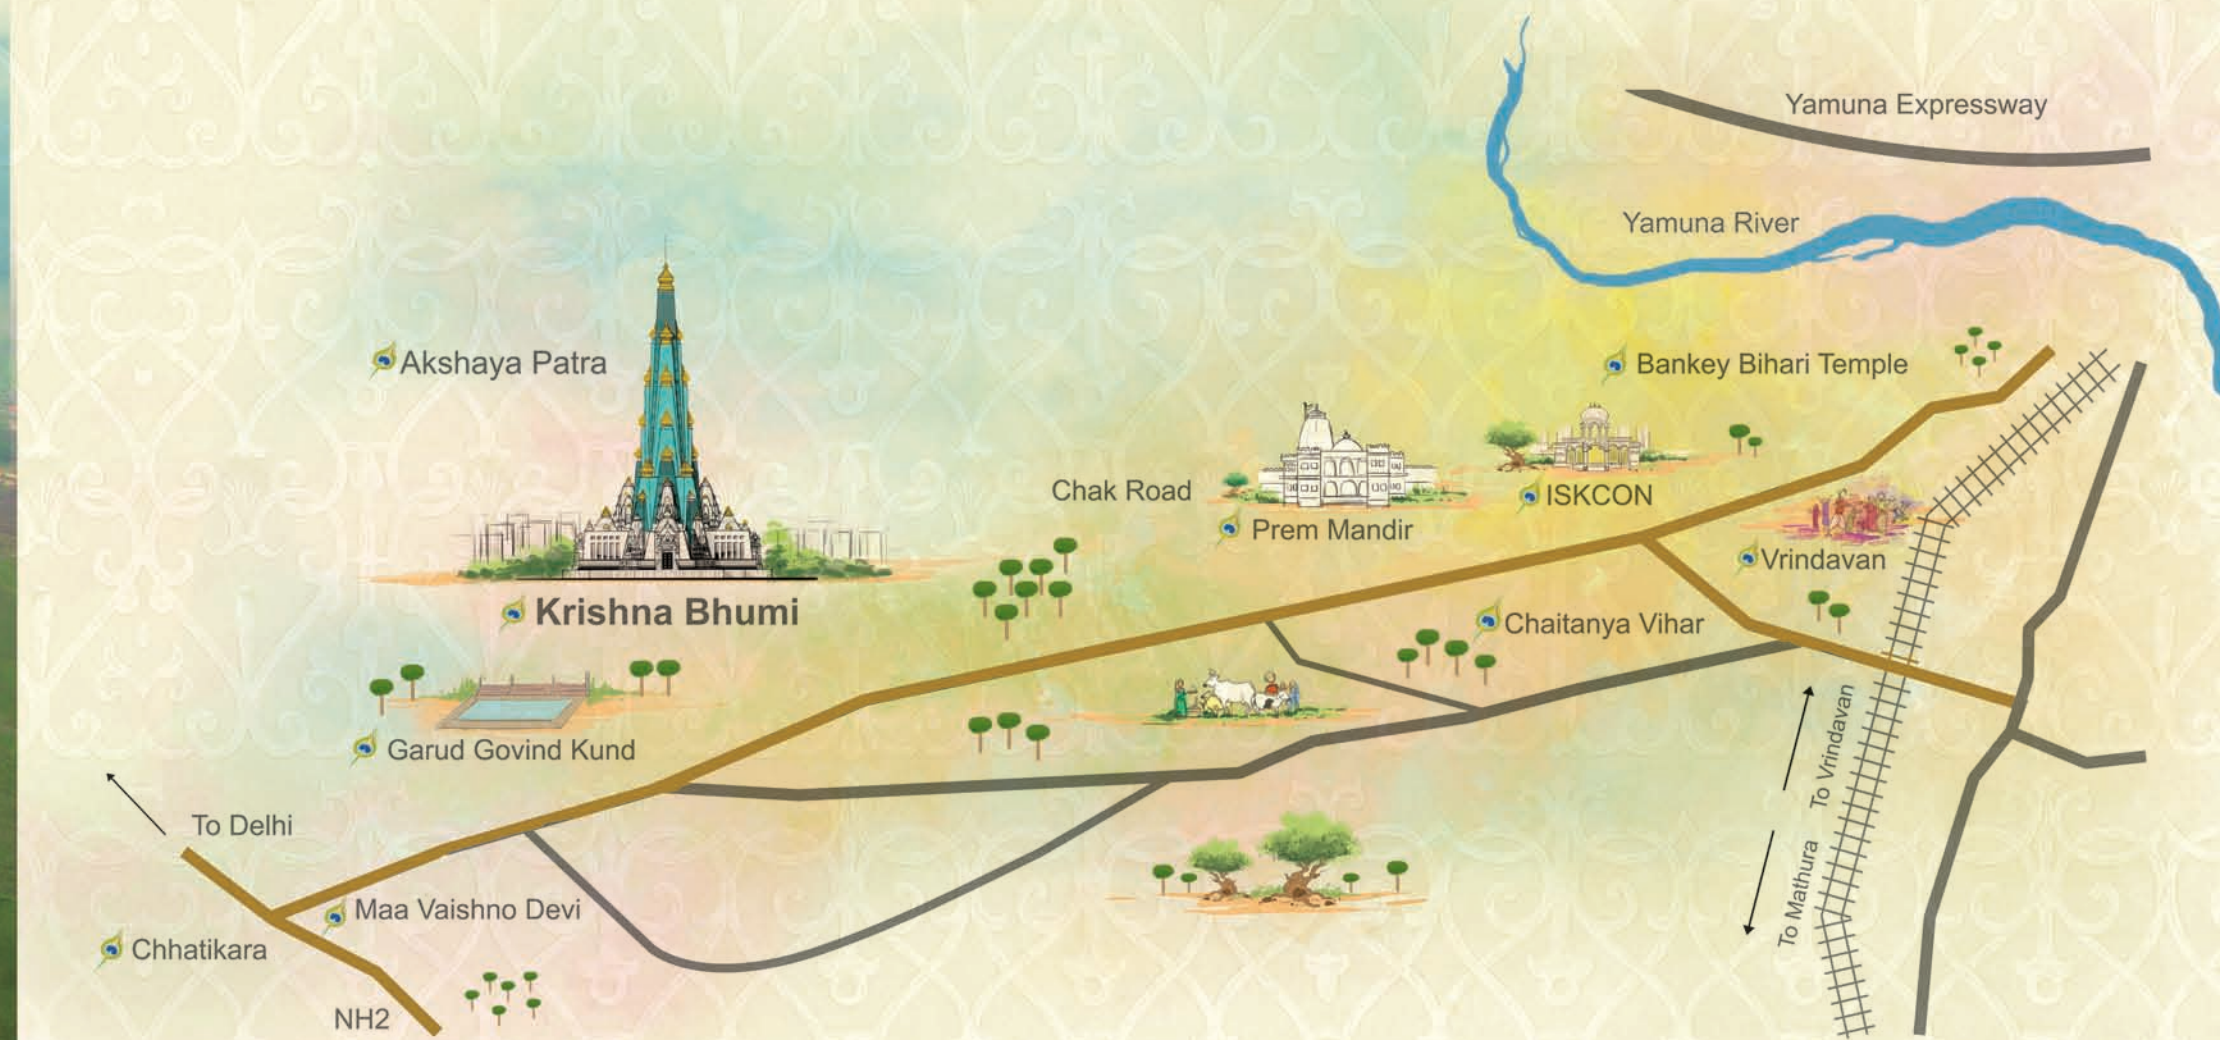 Yamuna Expressway
Yamuna River
Akshaya Patra
Bankey Bihari Temple
Chak Road
ISKCON
Prem Mandir
Vrindavan
Krishna Bhumi
Chaitanya Vihar
Garud Govind Kund
To Vrindavan
To Delhi
To Mathura
Maa Vaishno Devi
Chhatikara
NH2